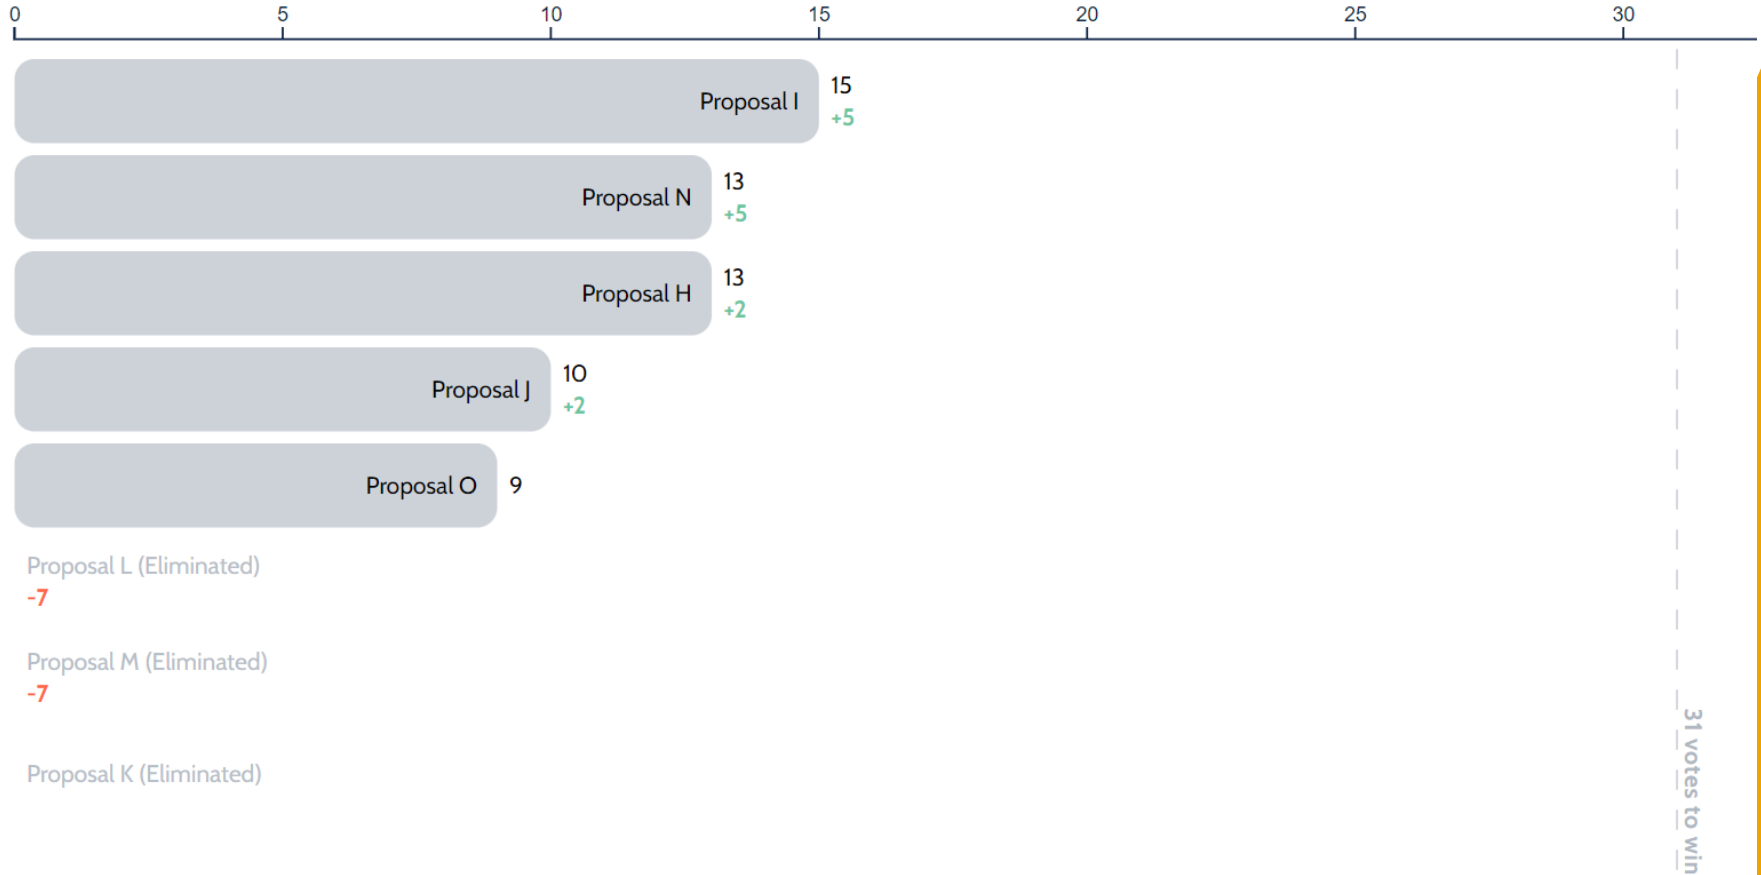 0 5 10 15 20 25 30
Proposal I
15
+5
Proposal N
13
+5
Proposal H
13
+2
Proposal J
10
+2
Proposal O
9
Proposal L (Eliminated)
-7
Proposal M (Eliminated)
-7
Proposal K (Eliminated)
31 votes to win